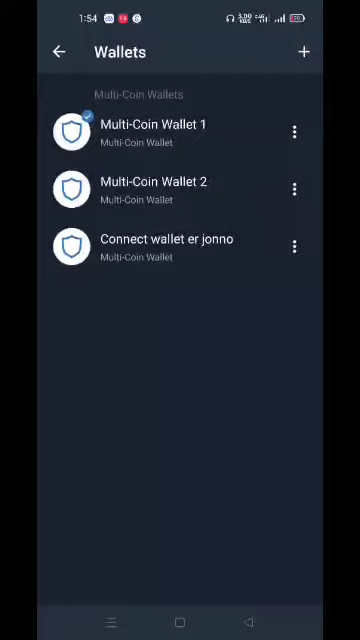 1:54
Wallets
Multi-Coin Wallets
Multi-Coin Wallet 1
Multi-Coin Wallet
Multi-Coin Wallet 2
Multi-Coin Wallet
Connect wallet er jonno
Multi-Coin Wallet